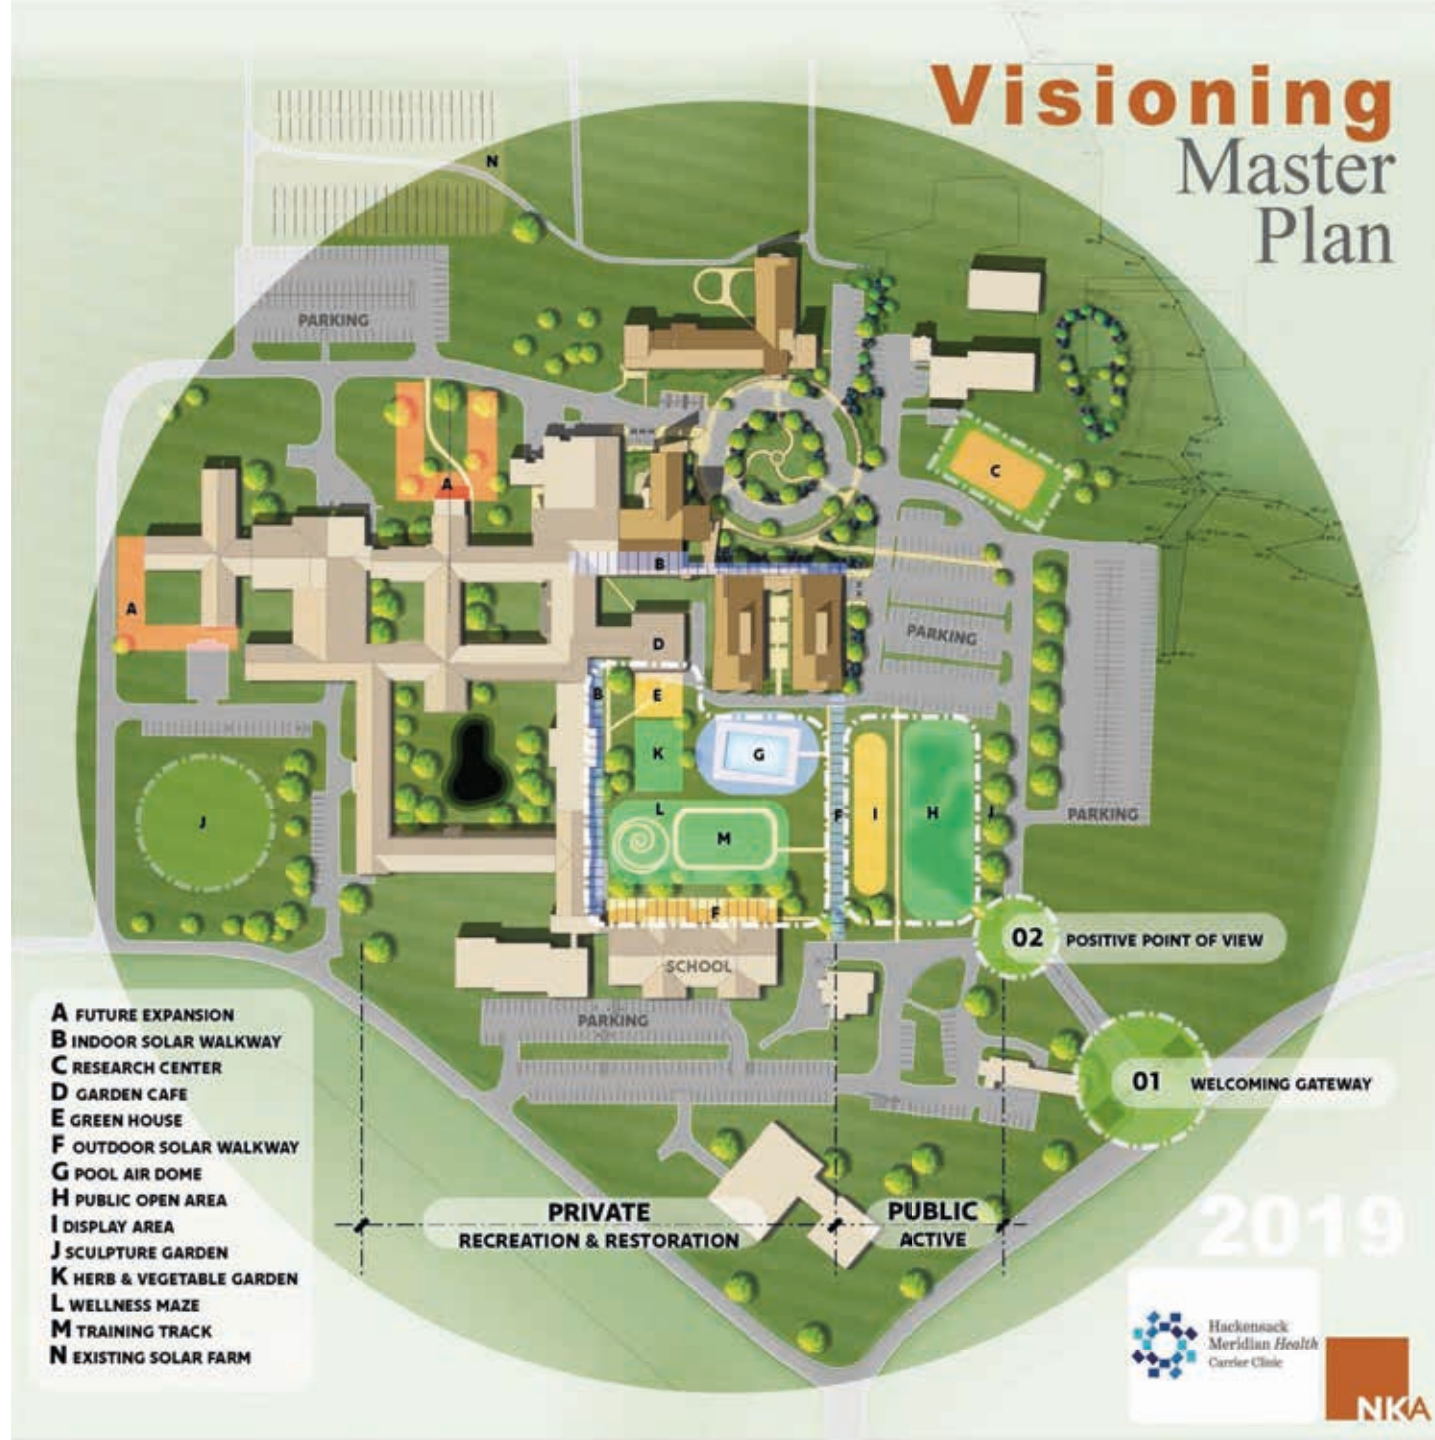 Visioning
Master
Plan
N
PARKING
A
C
B
A
D
PARKING
B
E
K
G
J
L
M
F
I
H
J
PARKING
F
02 POSITIVE POINT OF VIEW
SCHOOL
PARKING
01 WELCOMING GATEWAY
A FUTURE EXPANSION
B INDOOR SOLAR WALKWAY
C RESEARCH CENTER
D GARDEN CAFE
E GREEN HOUSE
F OUTDOOR SOLAR WALKWAY
G POOL AIR DOME
H PUBLIC OPEN AREA
I DISPLAY AREA
J SCULPTURE GARDEN
K HERB & VEGETABLE GARDEN
L WELLNESS MAZE
M TRAINING TRACK
N EXISTING SOLAR FARM
PRIVATE
RECREATION & RESTORATION
PUBLIC
ACTIVE
2019
Hackensack
Meridian Health
Carrier Clinic
NKA